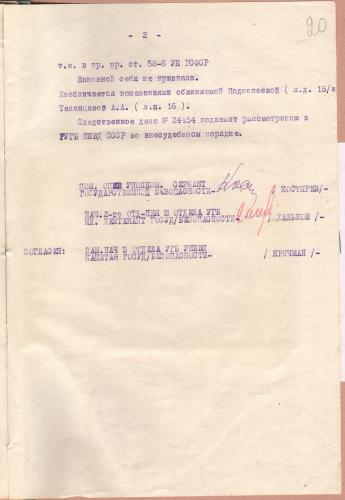 - 2 -
20
т.е. в пр. пр. ст. 58-6 УК РСФСР
Виновной себя не признала.
Изобличается показаниями обвиняемой Подкопаевой ( л.д. 15/и
Таланцевой А.А. ( л.д. 16 ).
Следственное дело № 24454 подлежит рассмотрению в
ГУГБ НКВД СССР во внесудебном порядке.
ПОМ. ОПЕР УПОЛНОМ. СЕРЖАНТ
ГОСУДАРСТВЕННОЙ БЕЗОПАСНОСТИ- / КОСТЫРЕВ/-
НАЧ. 2-го ОТД-НИЯ Ш ОТДЕЛА УГБ
МЛ. ЛЕЙТЕНАНТ ГОСУД/БЕЗОПАСНОСТИ- / ХАЛЬКОВ /-
СОГЛАСЕН: ЗАМ.НАЧ 3 ОТДЕЛА УГБ УНКВД
КАПИТАН ГОСУД/БЕЗОПАСНОСТИ- / КРИЧМАН /-